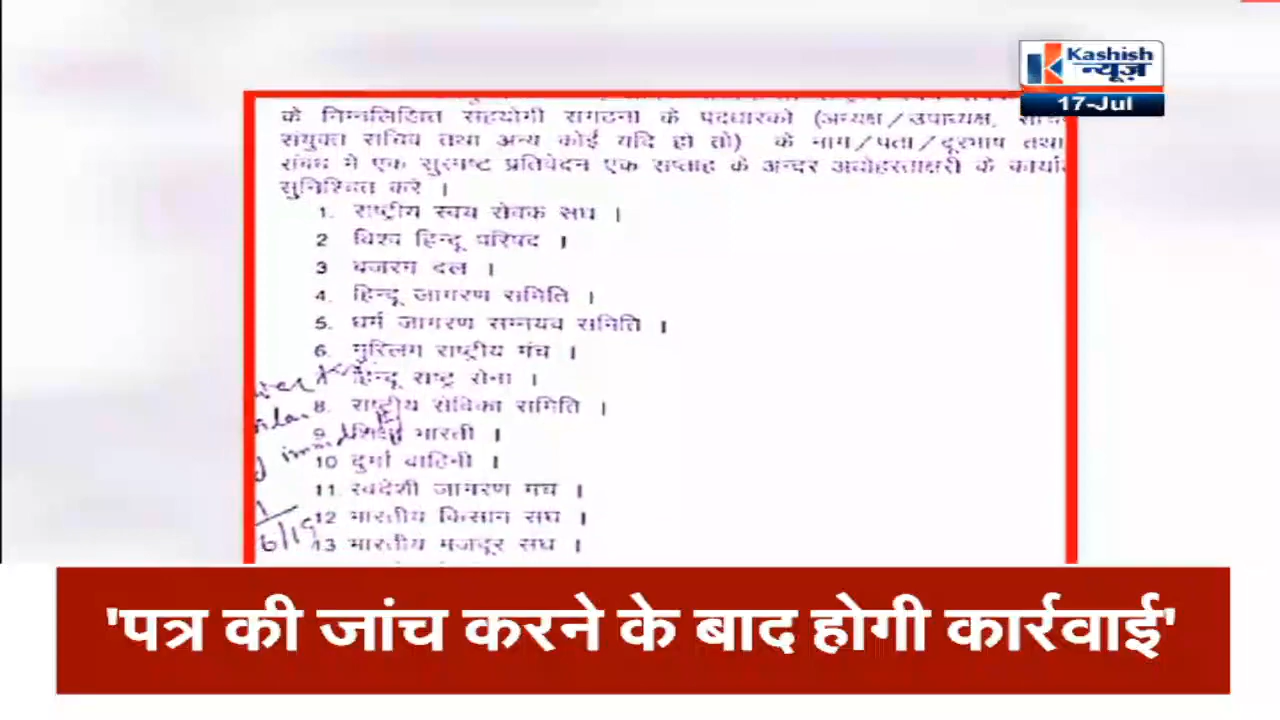 Kashish
न्यूज़
17-Jul
के निम्नलिखित सहयोगी संगठनो के पदधारको (अध्यक्ष/उपाध्यक्ष,
संयुक्त सचिव तथा अन्य कोई यदि हो तो) के नाम/पता/दूरभाष तथा
संबंध मे एक सुस्पष्ट प्रतिवेदन एक सप्ताह के अन्दर अधोहस्ताक्षरी के
सुनिश्चित करे ।
1. राष्ट्रीय स्वयं सेवक संघ ।
2 विश्व हिन्दू परिषद ।
3 बजरंग दल ।
4. हिन्दू जागरण समिति ।
5. धर्म जागरण सम्नयव समिति ।
6. मुस्लिम राष्ट्रीय मंच ।
हिन्दू राष्ट्र सेना ।
8. राष्ट्रीय सेविका समिति ।
9 शिक्षा भारती ।
10 दुर्गा वाहिनी ।
11. स्वदेशी जागरण मंच ।
12 भारतीय किसान संघ ।
13 भारतीय मजदूर संघ ।
'पत्र की जांच करने के बाद होगी कार्रवाई'